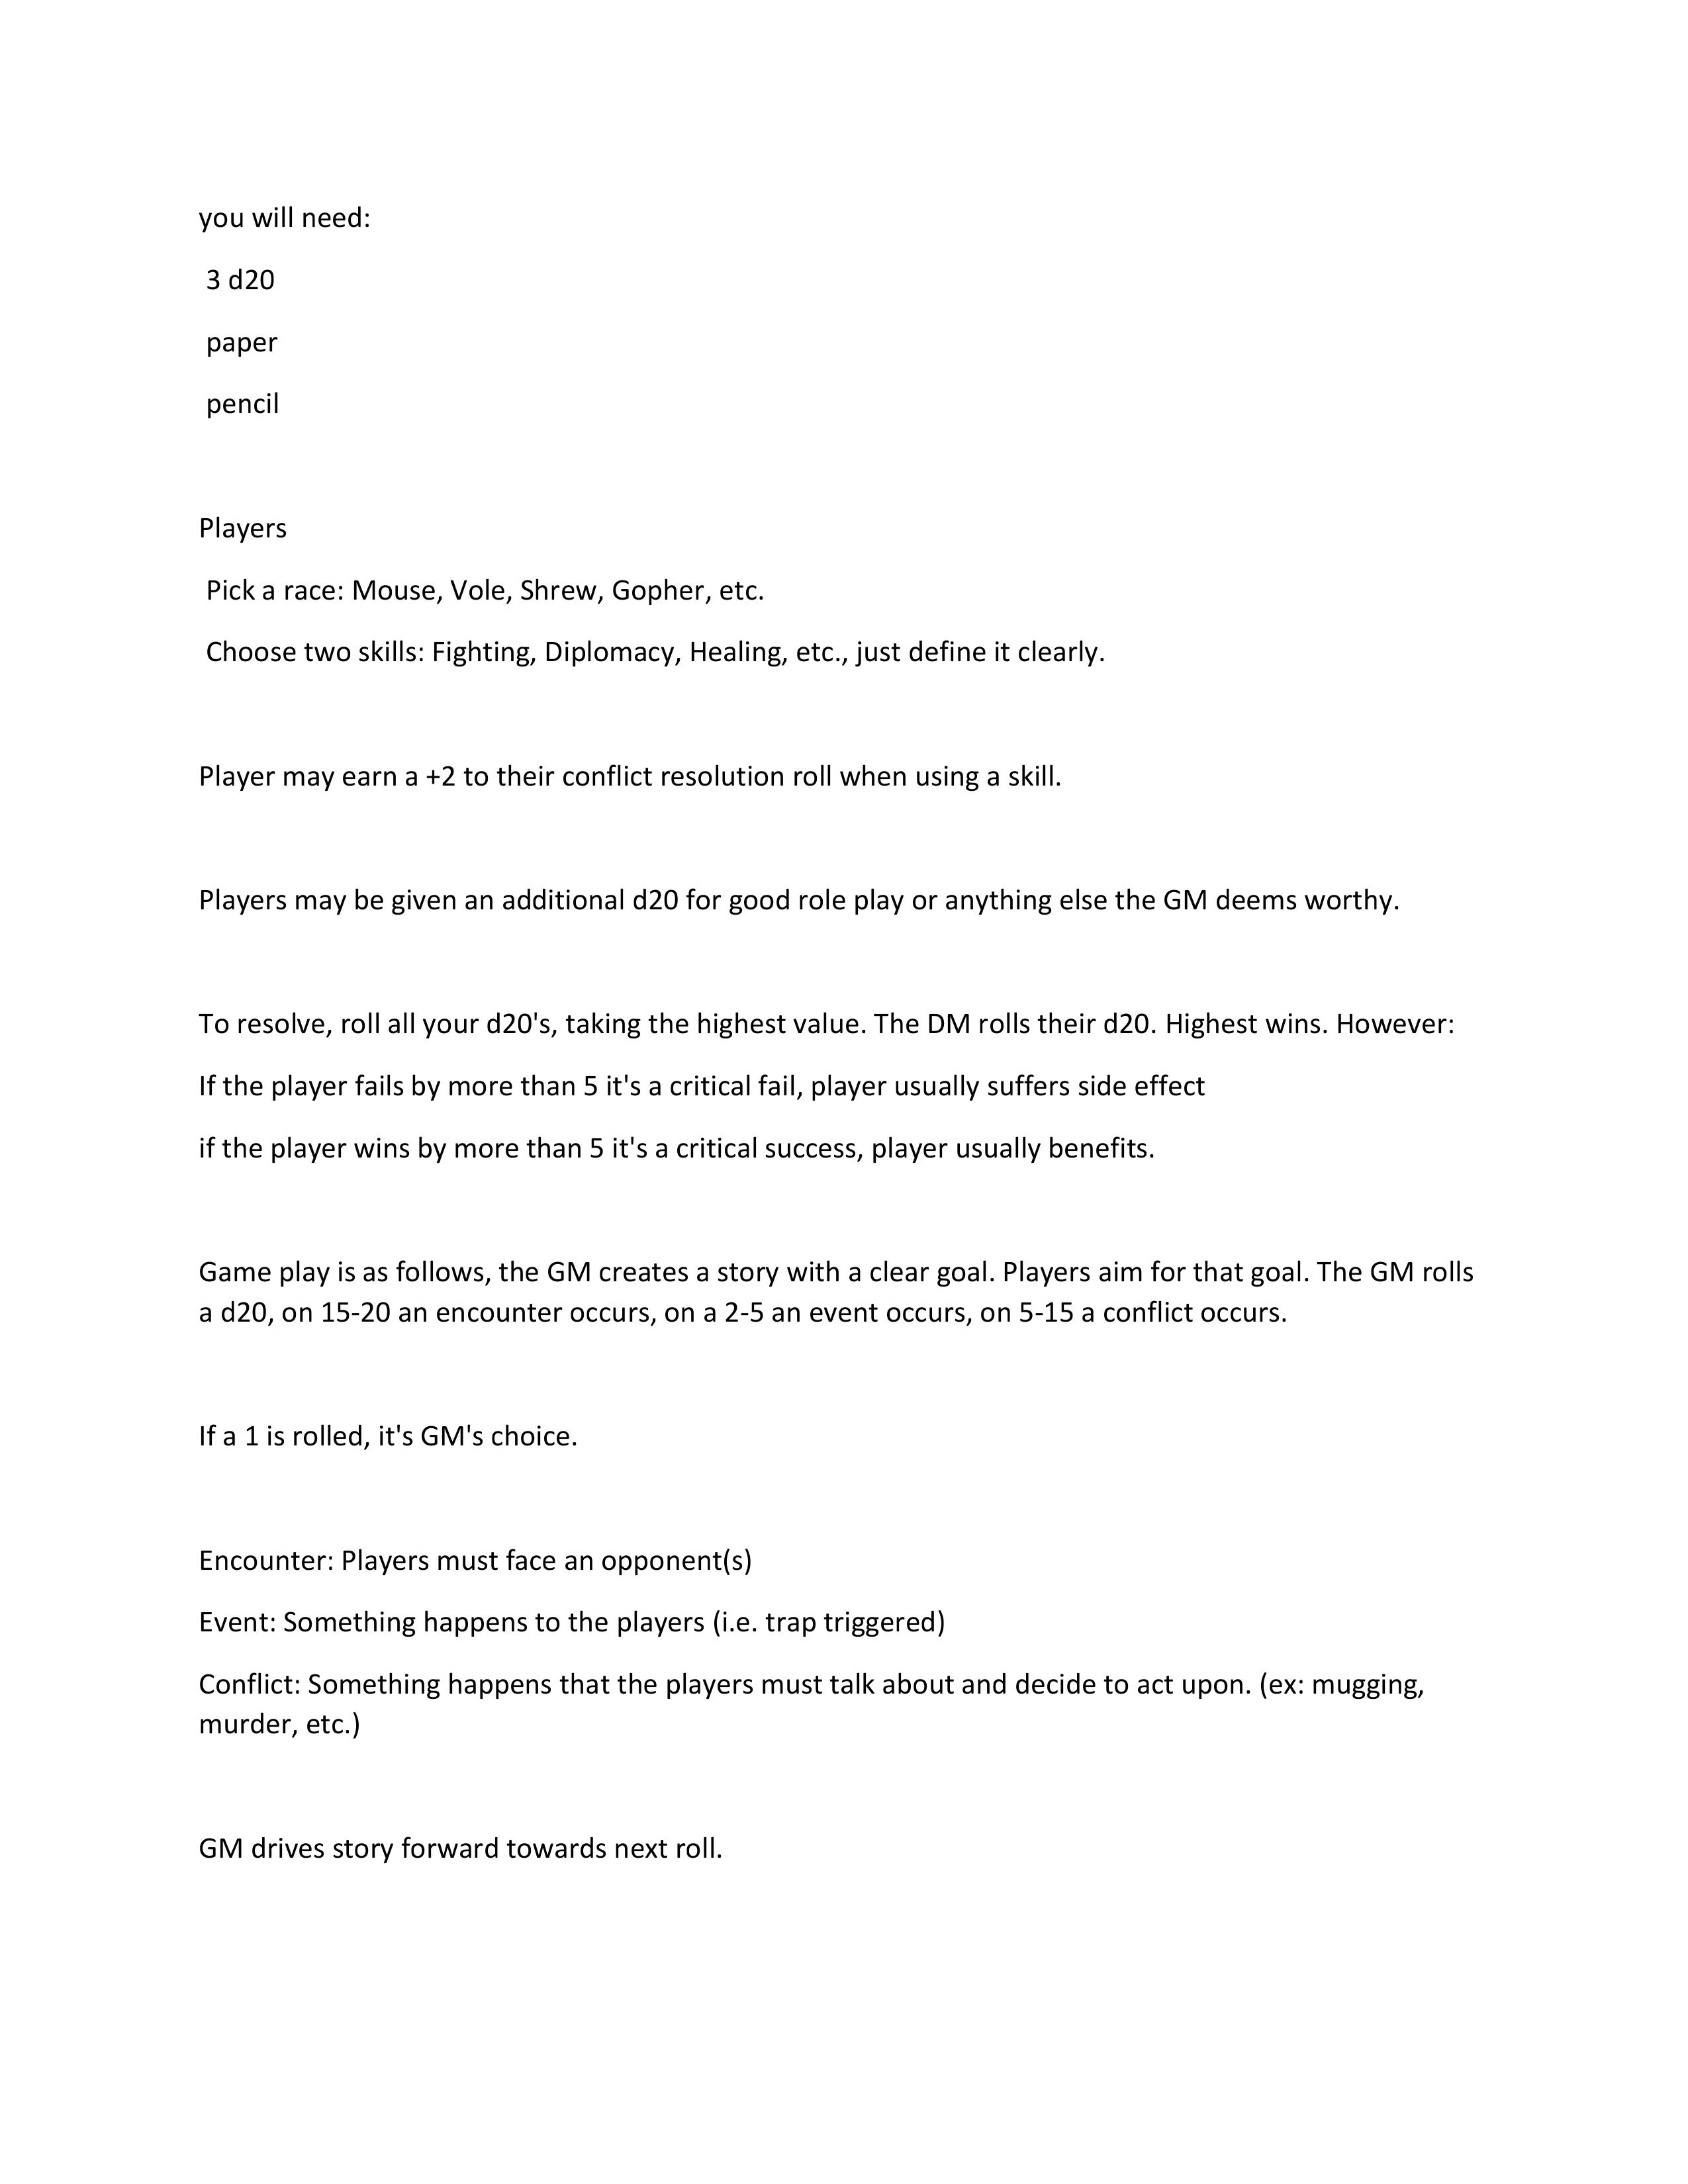 you will need:
3 d20
paper
pencil
Players
Pick a race: Mouse, Vole, Shrew, Gopher, etc.
Choose two skills: Fighting, Diplomacy, Healing, etc., just define it clearly.
Player may earn a +2 to their conflict resolution roll when using a skill.
Players may be given an additional d20 for good role play or anything else the GM deems worthy.
To resolve, roll all your d20's, taking the highest value. The DM rolls their d20. Highest wins. However:
If the player fails by more than 5 it's a critical fail, player usually suffers side effect
if the player wins by more than 5 it's a critical success, player usually benefits.
Game play is as follows, the GM creates a story with a clear goal. Players aim for that goal. The GM rolls
a d20, on 15-20 an encounter occurs, on a 2-5 an event occurs, on 5-15 a conflict occurs.
If a 1 is rolled, it's GM's choice.
Encounter: Players must face an opponent(s)
Event: Something happens to the players (i.e. trap triggered)
Conflict: Something happens that the players must talk about and decide to act upon. (ex: mugging,
murder, etc.)
GM drives story forward towards next roll.